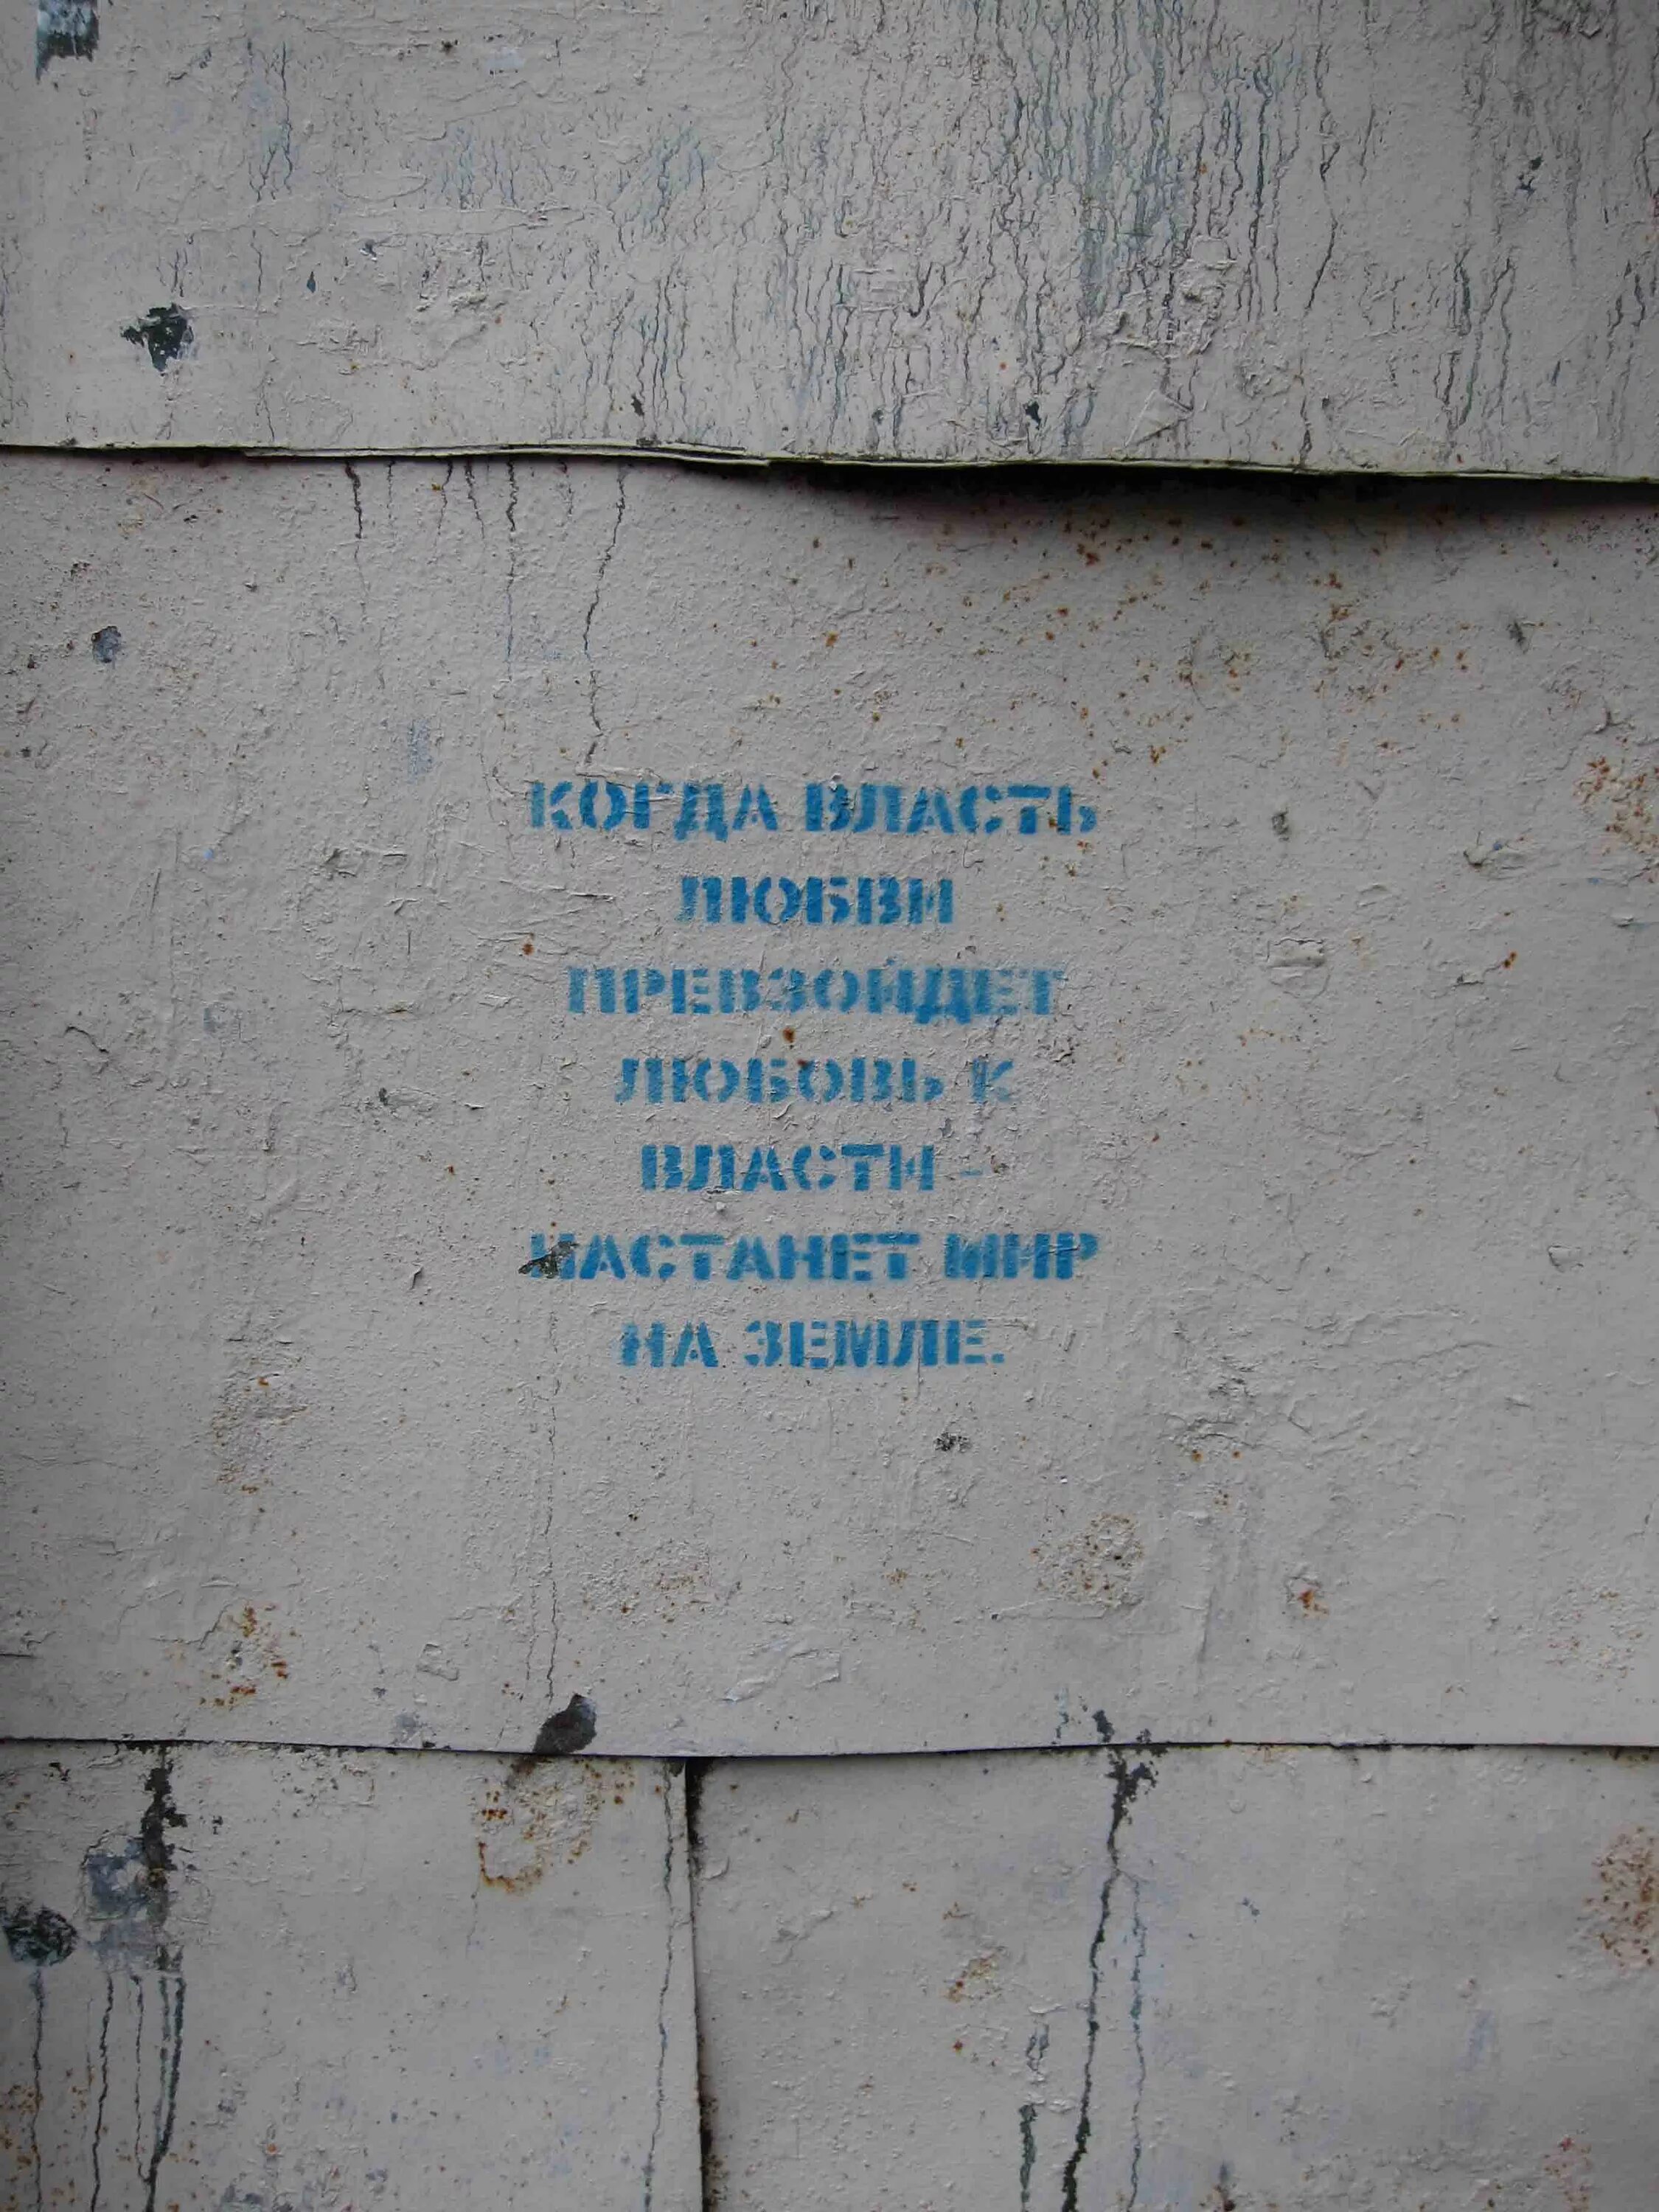 КОГДА ВЛАСТЬ
ЛЮБВИ
ПРЕВЗОЙДЕТ
ЛЮБОВЬ К
ВЛАСТИ -
НАСТАНЕТ МИР
НА ЗЕМЛЕ.